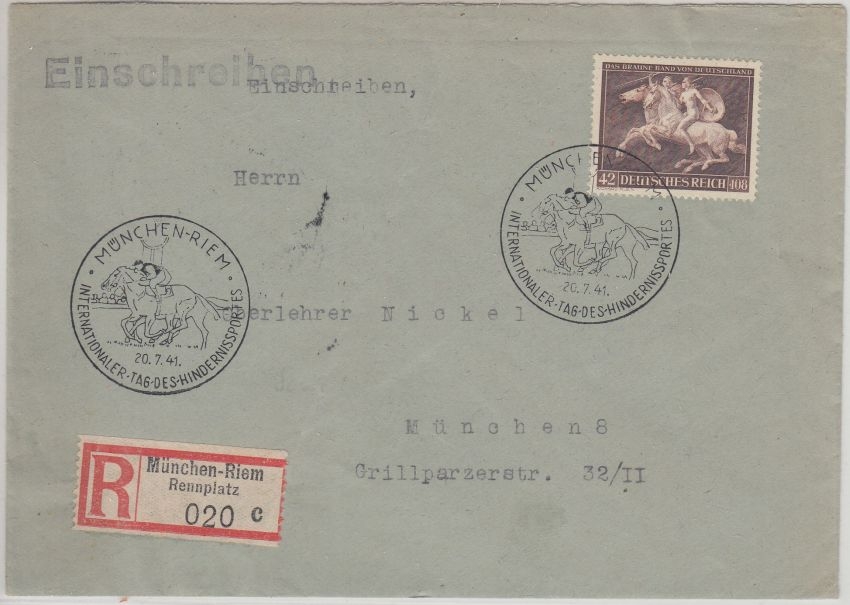 Einschreiben
Einschreiben,
DAS BRAUNE BAND VON DEUTSCHLAND
42 DEUTSCHES REICH 108
Herrn
MÜNCHEN-RIEM
INTERNATIONALER-TAG-DES-HINDERNISSPORTES
20.7.41.
MÜNCHEN
INTERNATIONALER-TAG-DES-HINDERNISSPORTES
20.7.41.
berlehrer Nickel
München 8
Grillparzerstr. 32/II
R München-Riem
Rennplatz
020 c